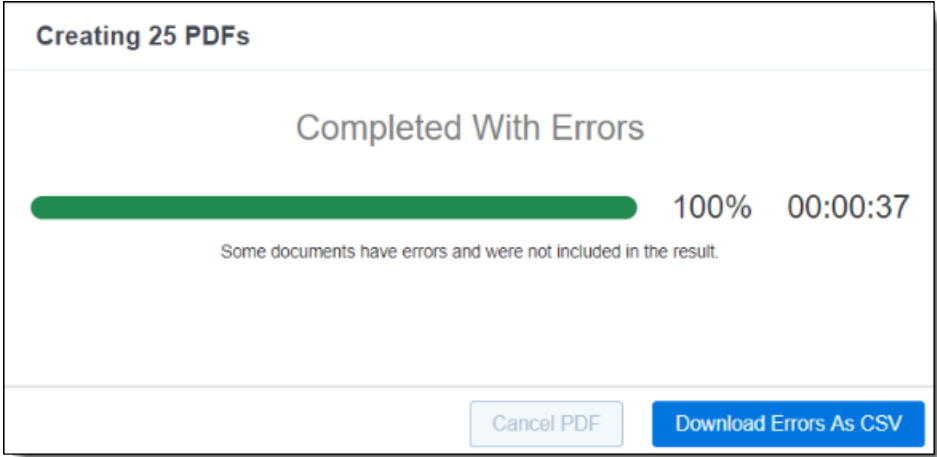 Creating 25 PDFs
Completed With Errors
100% 00:00:37
Some documents have errors and were not included in the result.
Cancel PDF Download Errors As CSV